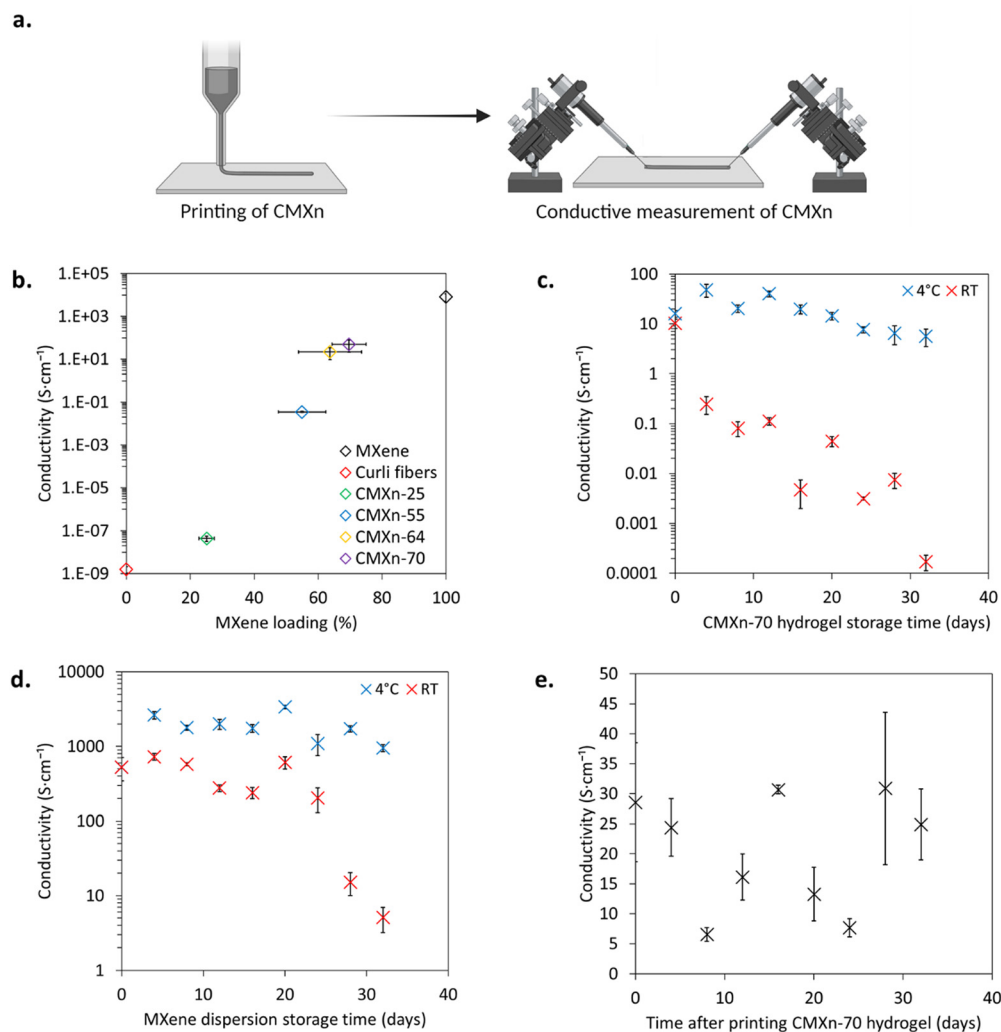 a.
Printing of CMXn
Conductive measurement of CMXn
b.
Conductivity (S·cm⁻¹)
1.E+05
1.E+03
1.E+01
1.E-01
1.E-03
1.E-05
1.E-07
1.E-09
MXene
Curli fibers
CMXn-25
CMXn-55
CMXn-64
CMXn-70
0 20 40 60 80 100
MXene loading (%)
c.
Conductivity (S·cm⁻¹)
100
10
1
0.1
0.01
0.001
0.0001
4°C RT
0 10 20 30 40
CMXn-70 hydrogel storage time (days)
d.
Conductivity (S·cm⁻¹)
10000
1000
100
10
1
4°C RT
0 10 20 30 40
MXene dispersion storage time (days)
e.
Conductivity (S·cm⁻¹)
50
45
40
35
30
25
20
15
10
5
0
0 10 20 30 40
Time after printing CMXn-70 hydrogel (days)